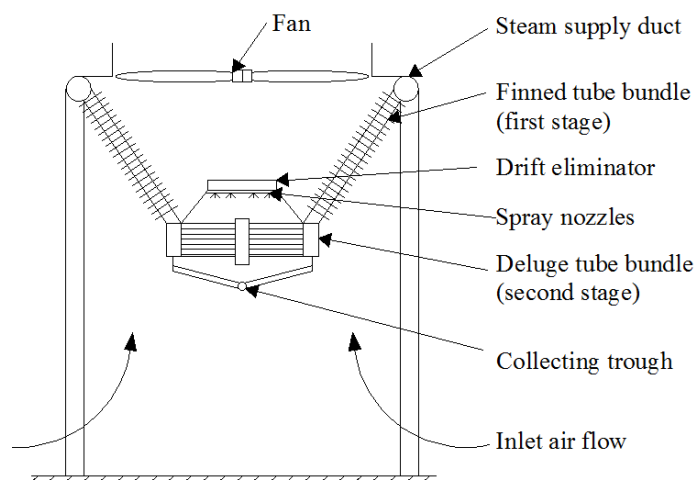 Fan
Steam supply duct
Finned tube bundle
(first stage)
Drift eliminator
Spray nozzles
Deluge tube bundle
(second stage)
Collecting trough
Inlet air flow